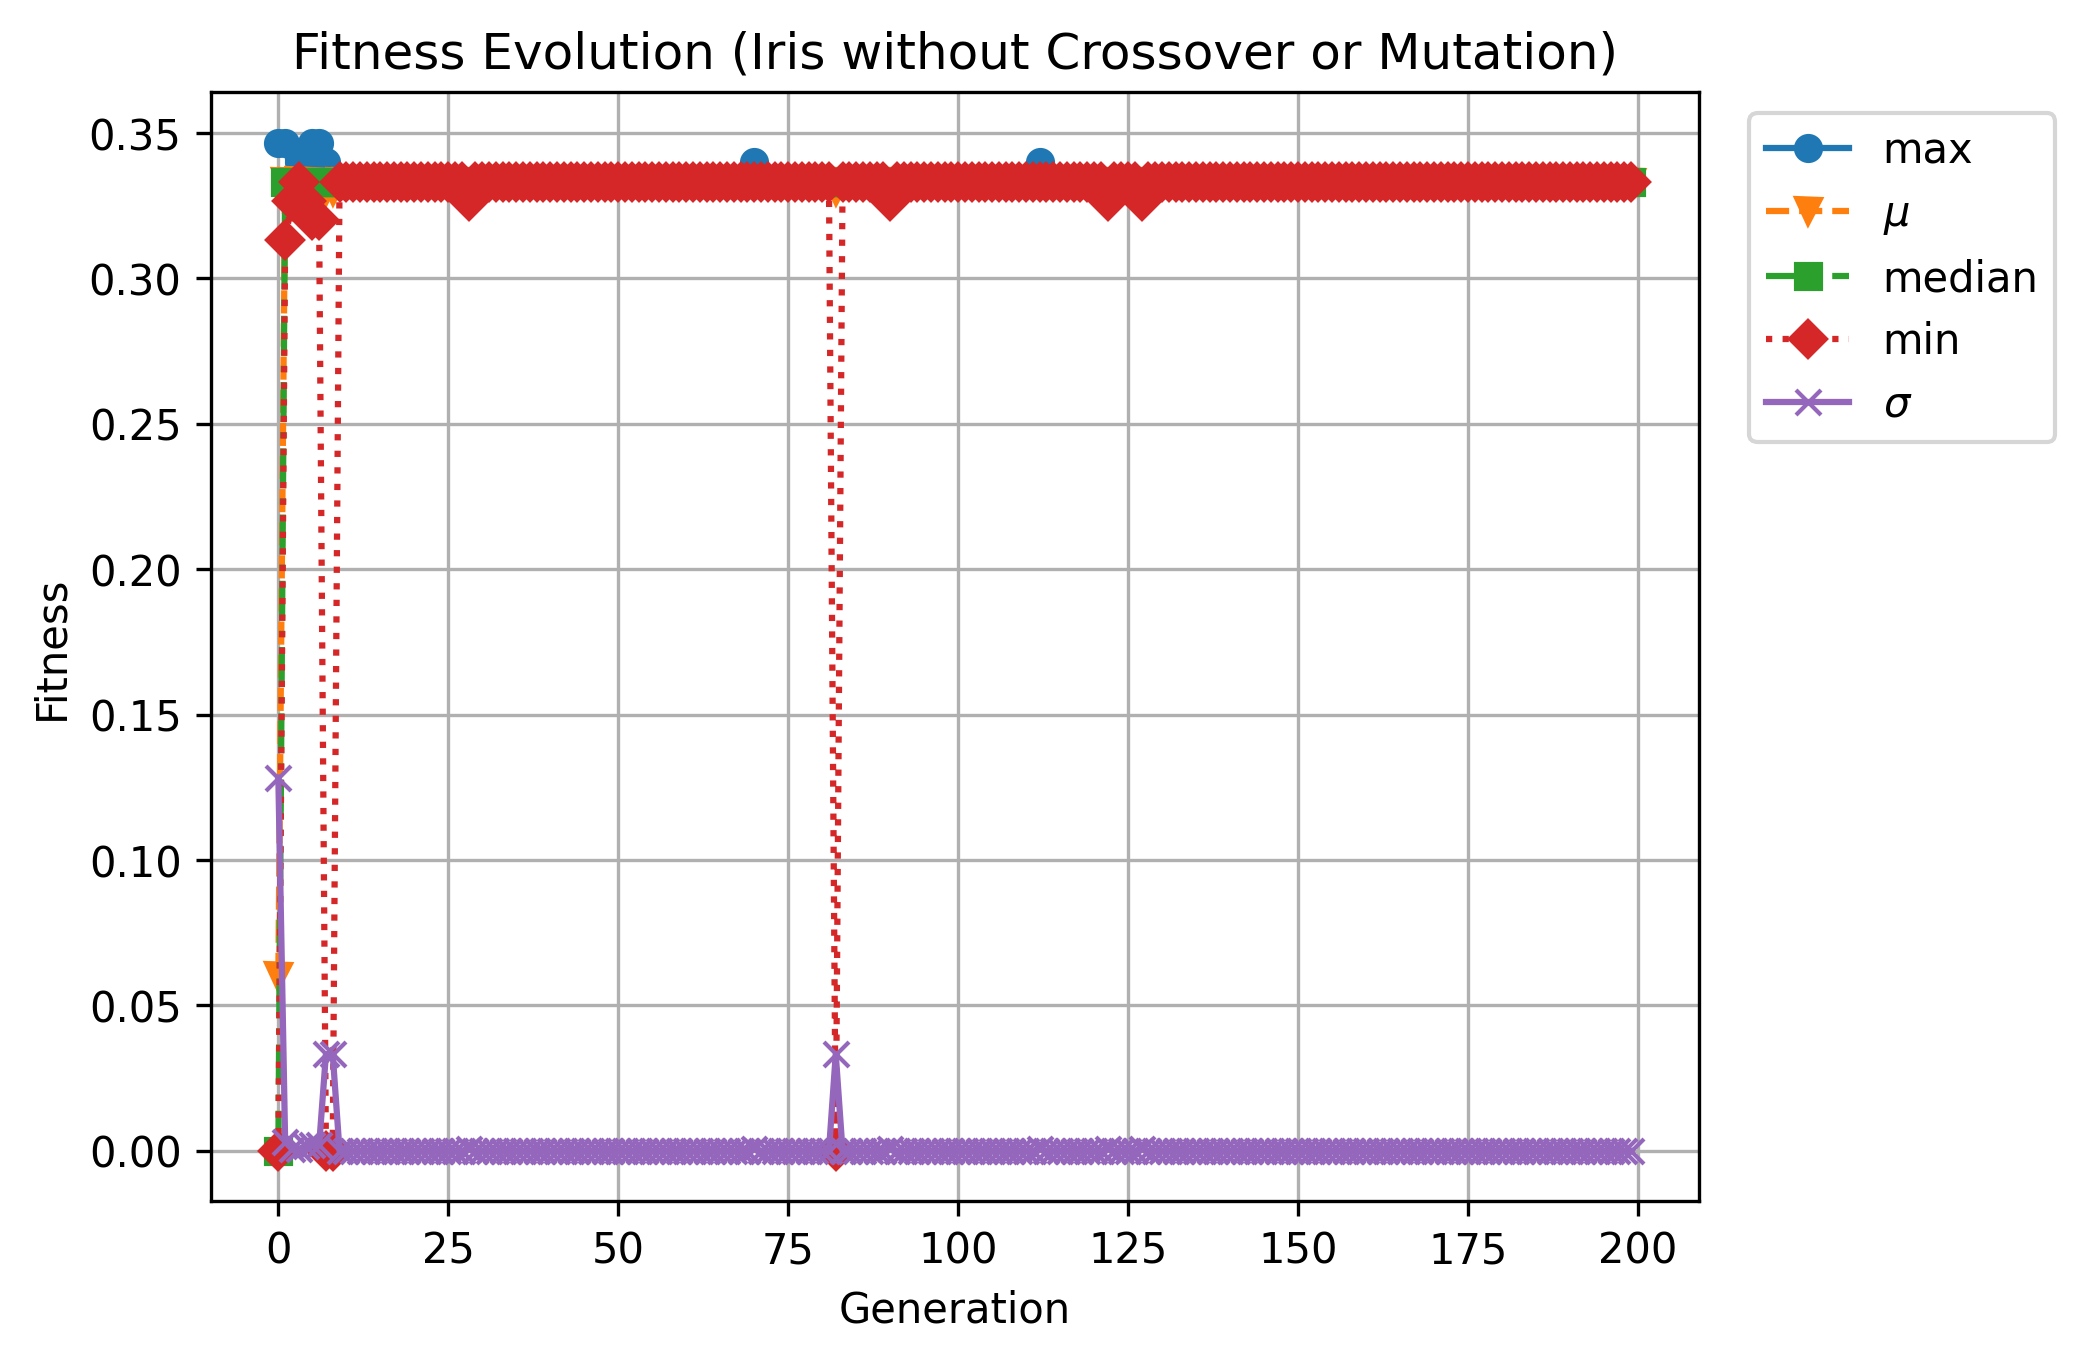 Fitness Evolution (Iris without Crossover or Mutation)
0.35
0.30
0.25
0.20
0.15
0.10
0.05
0.00
Fitness
0 25 50 75 100 125 150 175 200
Generation
max
μ
median
min
σ